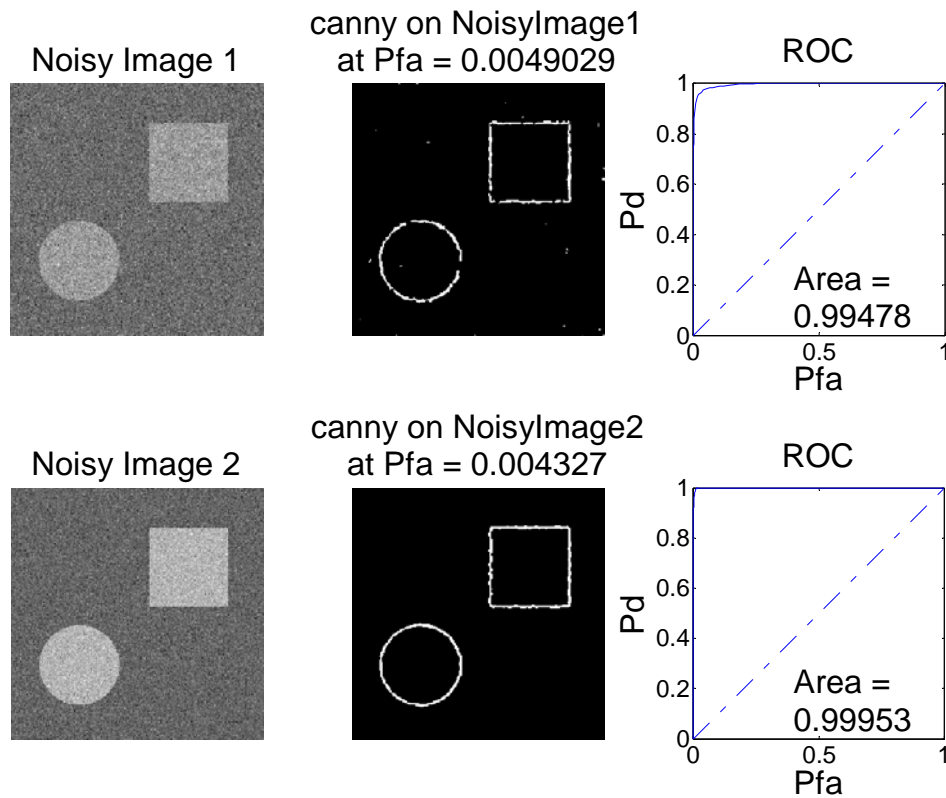 Noisy Image 1
canny on NoisyImage1
at Pfa = 0.0049029
ROC
1
0.8
0.6
0.4
0.2
0
Pd
Area =
0.99478
0
0.5
1
Pfa
Noisy Image 2
canny on NoisyImage2
at Pfa = 0.004327
ROC
1
0.8
0.6
0.4
0.2
0
Pd
Area =
0.99953
0
0.5
1
Pfa